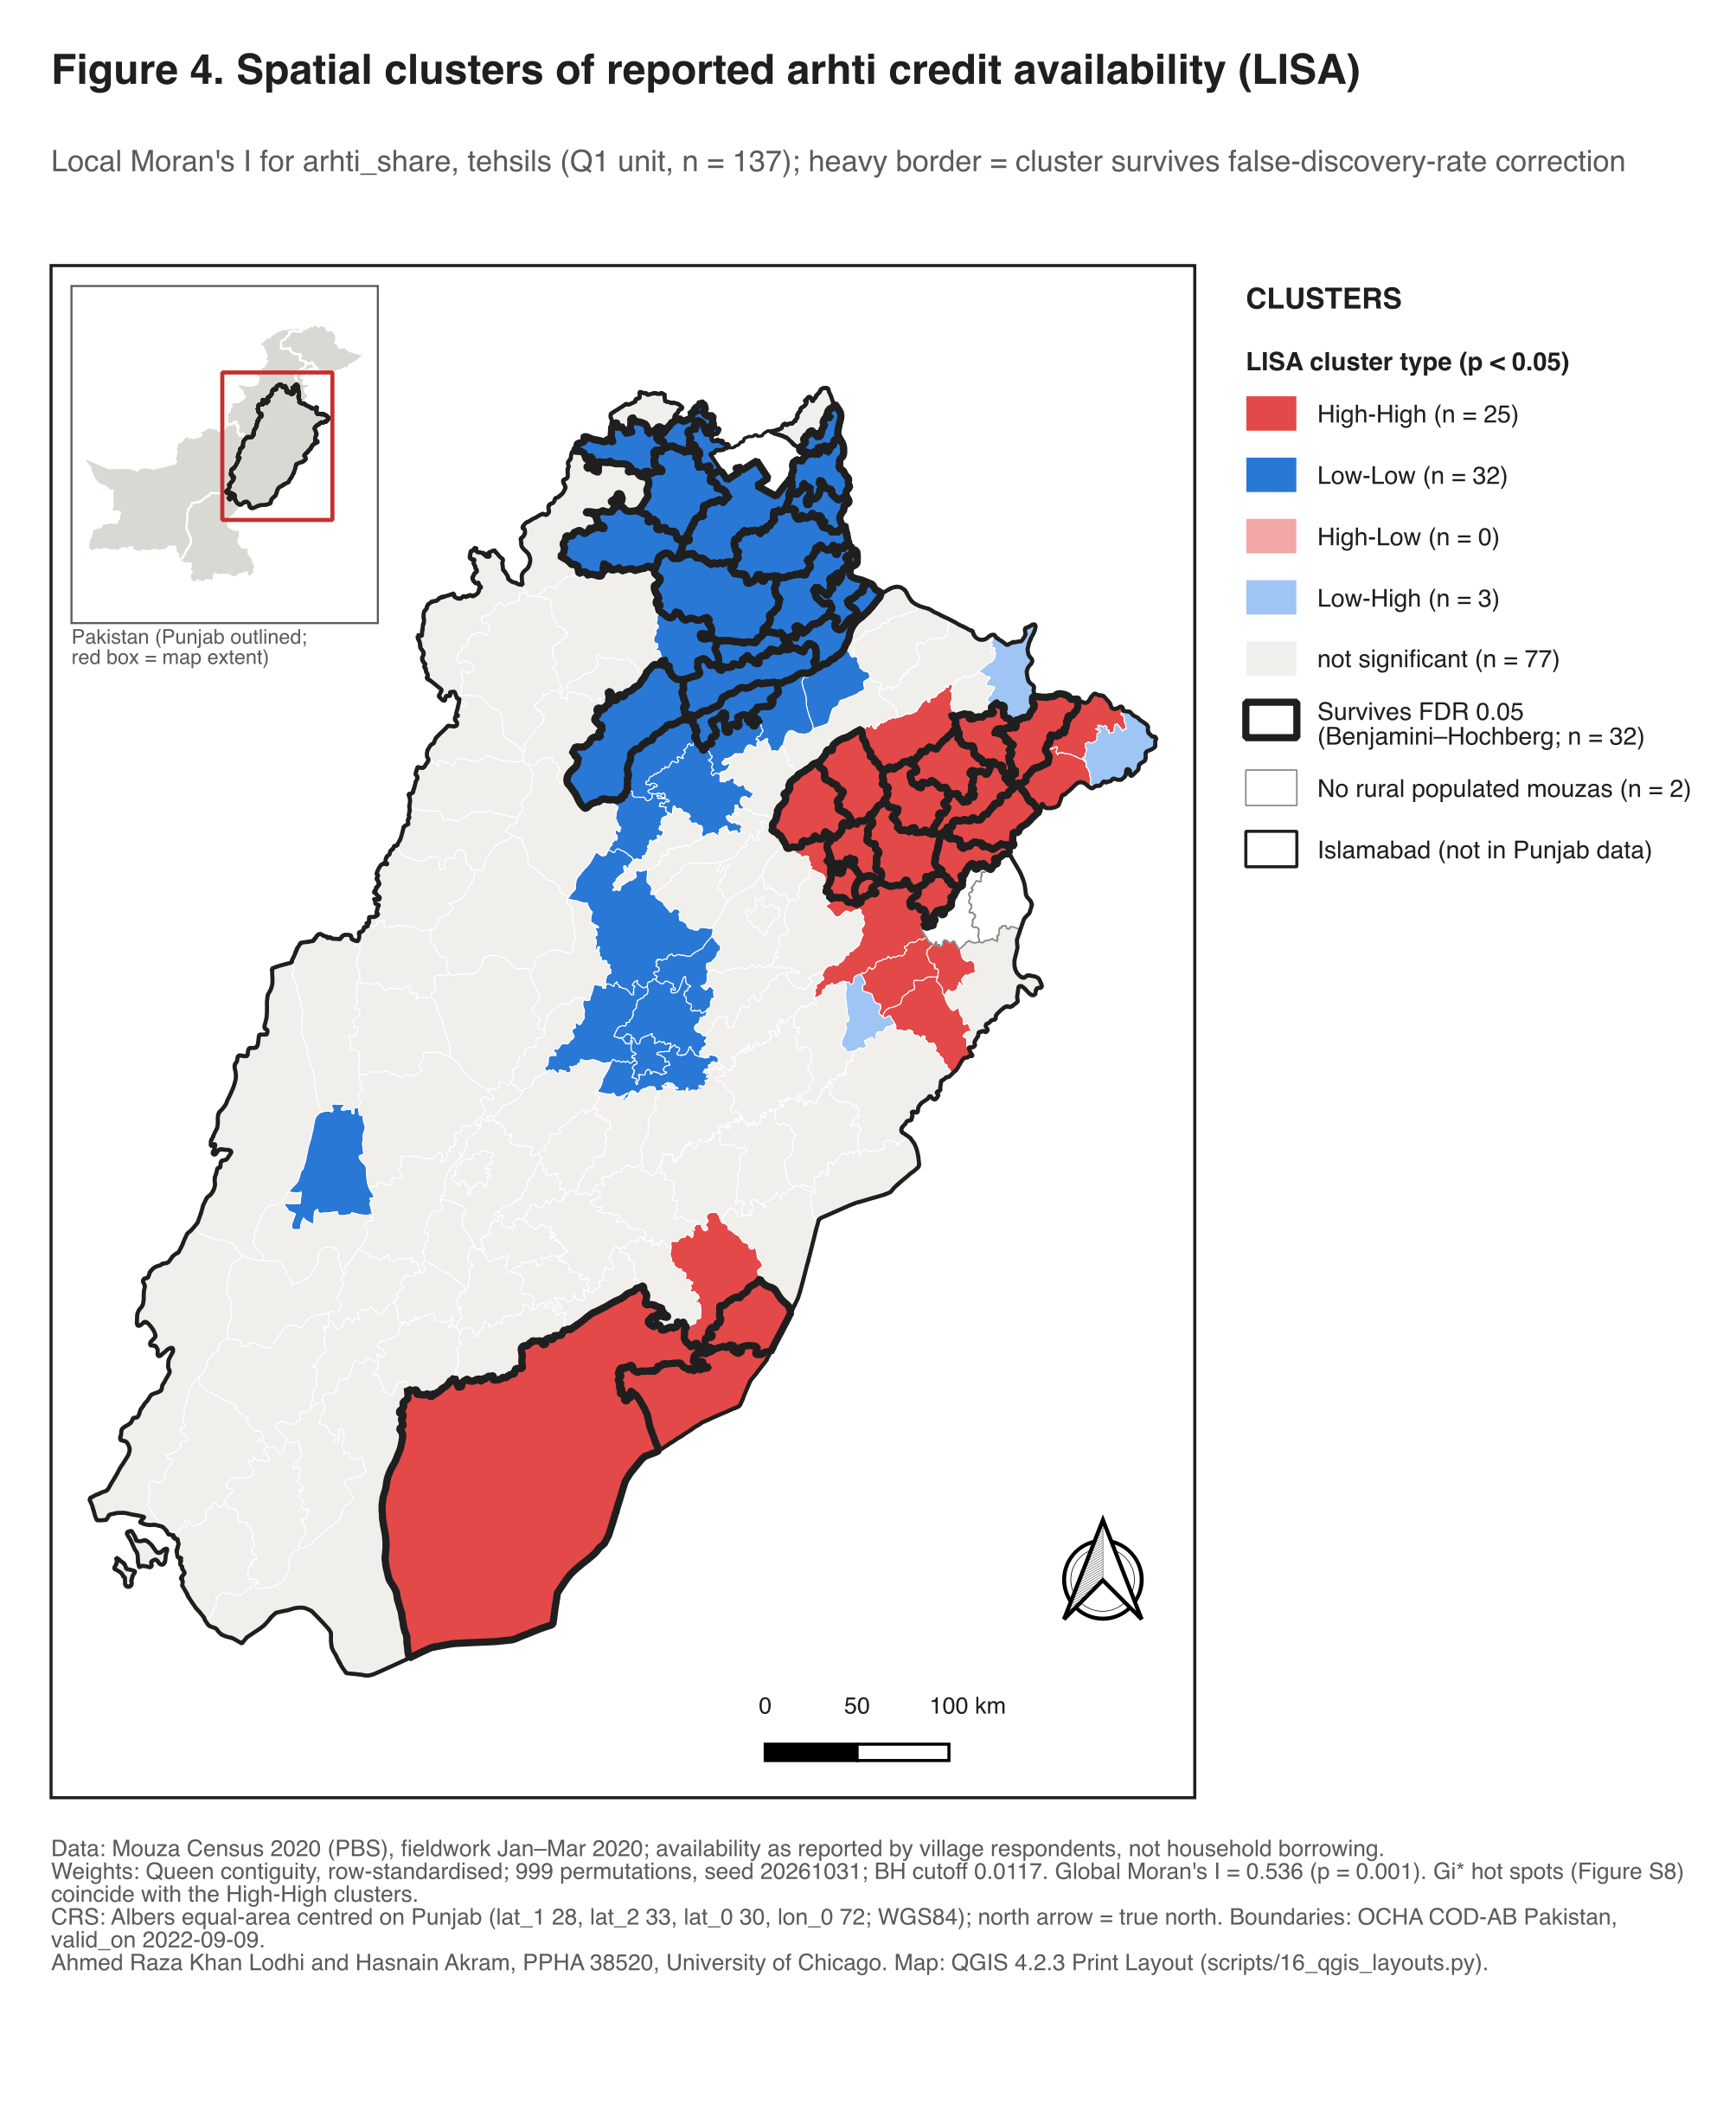 Figure 4. Spatial clusters of reported arhti credit availability (LISA)
Local Moran's I for arhti_share, tehsils (Q1 unit, n = 137); heavy border = cluster survives false-discovery-rate correction
Pakistan (Punjab outlined;
red box = map extent)
CLUSTERS
LISA cluster type (p < 0.05)
High-High (n = 25)
Low-Low (n = 32)
High-Low (n = 0)
Low-High (n = 3)
not significant (n = 77)
Survives FDR 0.05
(Benjamini–Hochberg; n = 32)
No rural populated mouzas (n = 2)
Islamabad (not in Punjab data)
0 50 100 km
Data: Mouza Census 2020 (PBS), fieldwork Jan–Mar 2020; availability as reported by village respondents, not household borrowing.
Weights: Queen contiguity, row-standardised; 999 permutations, seed 20261031; BH cutoff 0.0117. Global Moran's I = 0.536 (p = 0.001). Gi* hot spots (Figure S8)
coincide with the High-High clusters.
CRS: Albers equal-area centred on Punjab (lat_1 28, lat_2 33, lat_0 30, lon_0 72; WGS84); north arrow = true north. Boundaries: OCHA COD-AB Pakistan,
valid_on 2022-09-09.
Ahmed Raza Khan Lodhi and Hasnain Akram, PPHA 38520, University of Chicago. Map: QGIS 4.2.3 Print Layout (scripts/16_qgis_layouts.py).